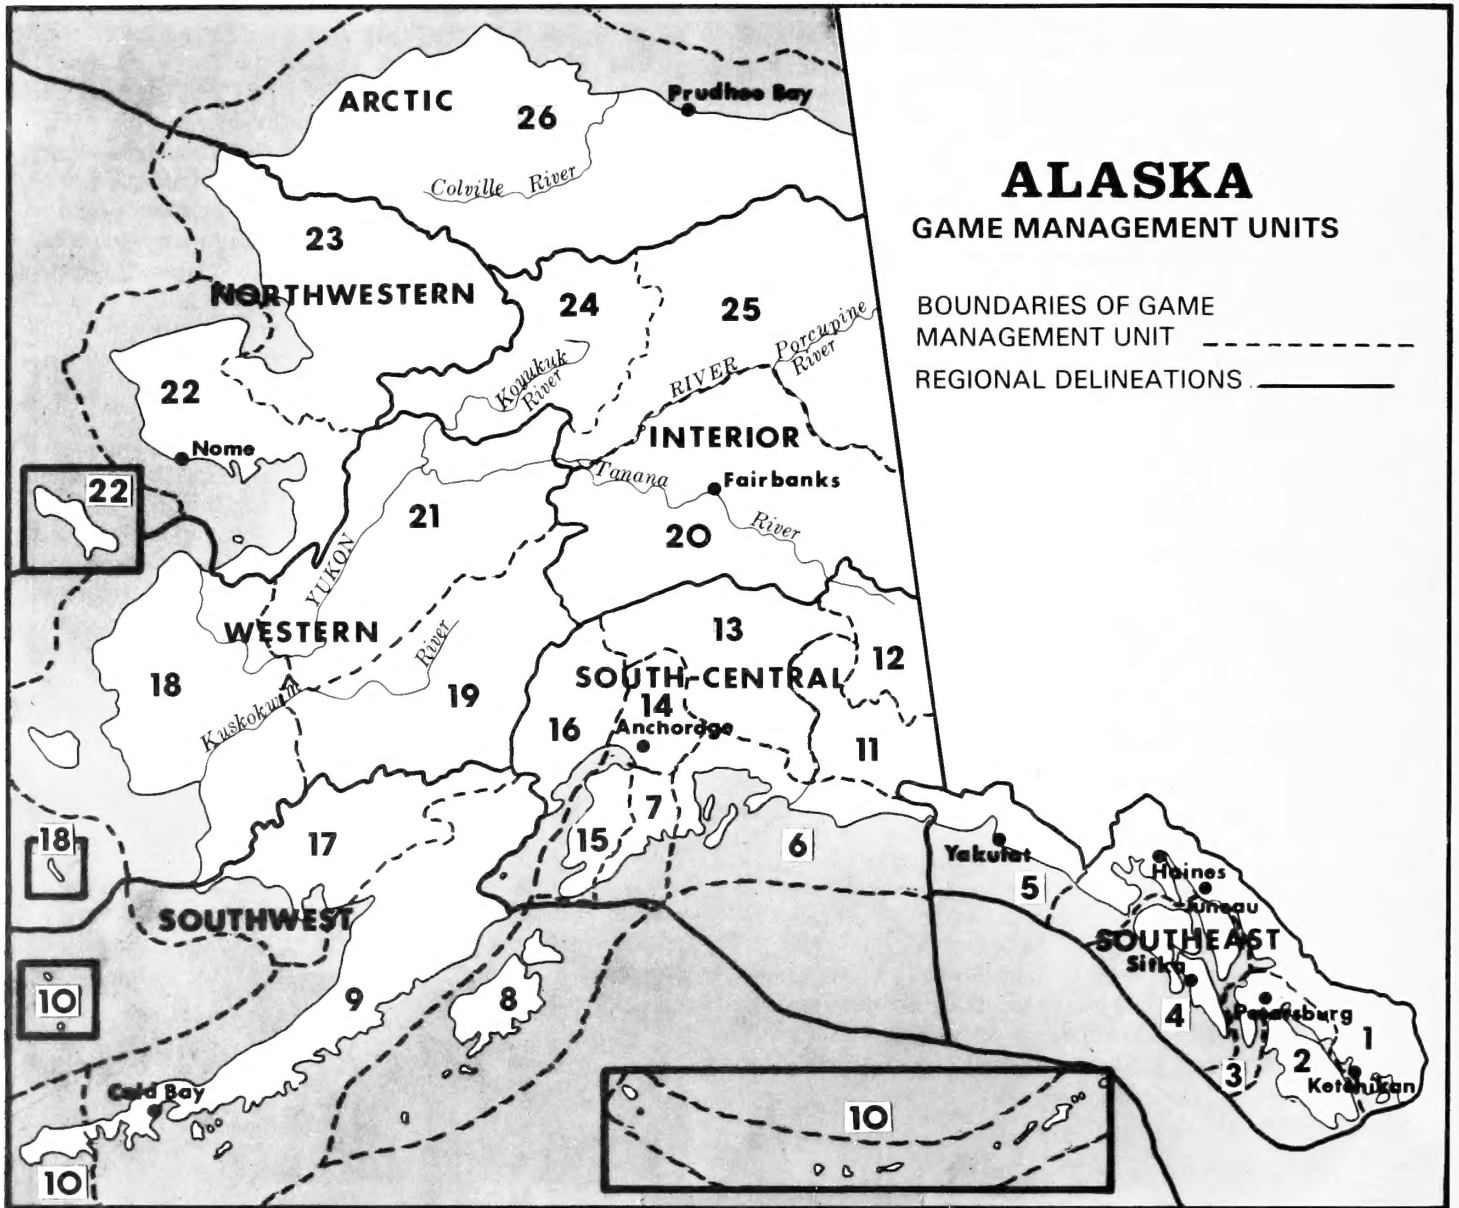 ALASKA
GAME MANAGEMENT UNITS
BOUNDARIES OF GAME
MANAGEMENT UNIT
REGIONAL DELINEATIONS
ARCTIC
26
Prudhoe Bay
Colville River
23
NORTHWESTERN
24
25
Porcupine
River
Koyukuk
River
RIVER
22
Nome
INTERIOR
Tanana
Fairbanks
River
22
21
20
YUKON
WESTERN
River
13
12
18
Kuskokwim
19
SOUTH-CENTRAL
14
16
Anchorage
11
17
7
15
6
18
Yakutat
5
Haines
Juneau
SOUTHWEST
SOUTHEAST
Sitka
10
9
8
4
Petersburg
1
3
2
Ketchikan
Cold Bay
10
10